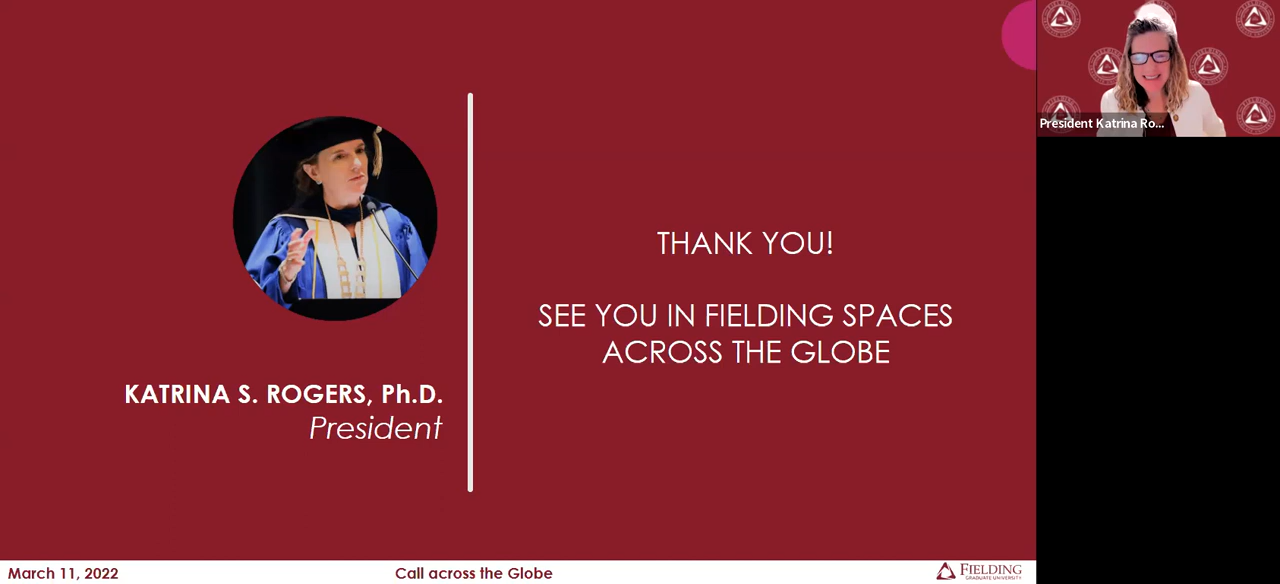 THANK YOU!
SEE YOU IN FIELDING SPACES
ACROSS THE GLOBE
KATRINA S. ROGERS, Ph.D.
President
March 11, 2022
Call across the Globe
FIELDING
GRADUATE UNIVERSITY
President Katrina Ro...